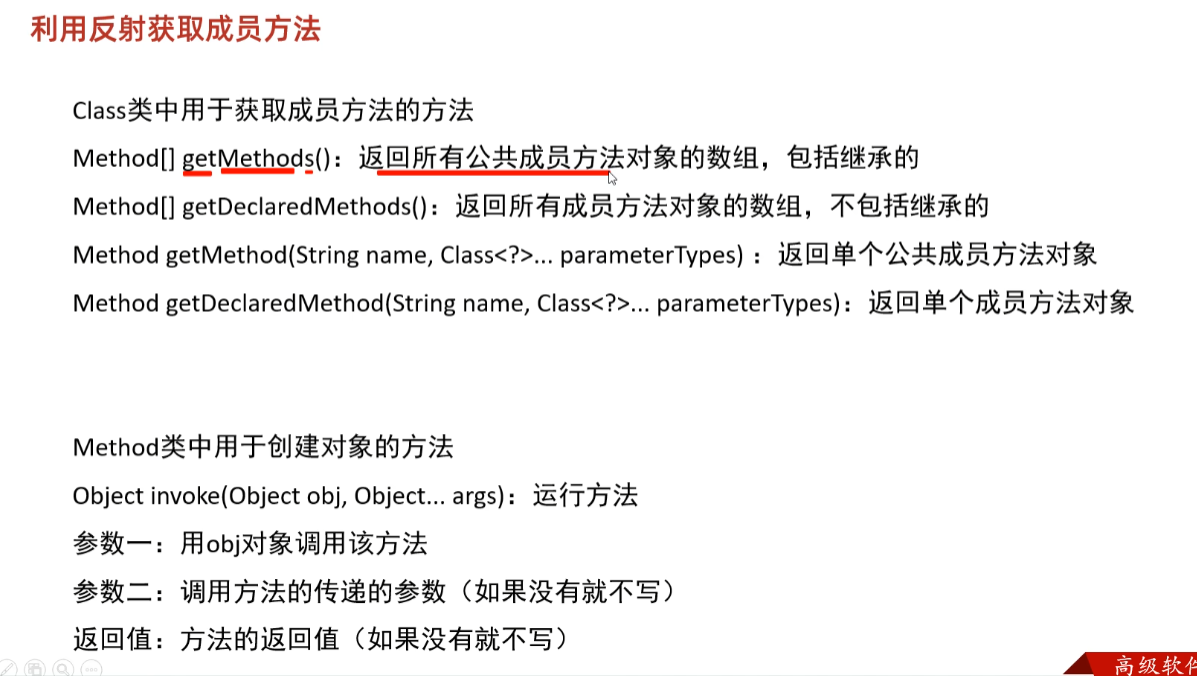 利用反射获取成员方法
Class类中用于获取成员方法的方法
Method[] getMethods()：返回所有公共成员方法对象的数组，包括继承的
Method[] getDeclaredMethods()：返回所有成员方法对象的数组，不包括继承的
Method getMethod(String name, Class<?>... parameterTypes) ：返回单个公共成员方法对象
Method getDeclaredMethod(String name, Class<?>... parameterTypes)：返回单个成员方法对象
Method类中用于创建对象的方法
Object invoke(Object obj, Object... args)：运行方法
参数一：用obj对象调用该方法
参数二：调用方法的传递的参数（如果没有就不写）
返回值：方法的返回值（如果没有就不写）
高级软件